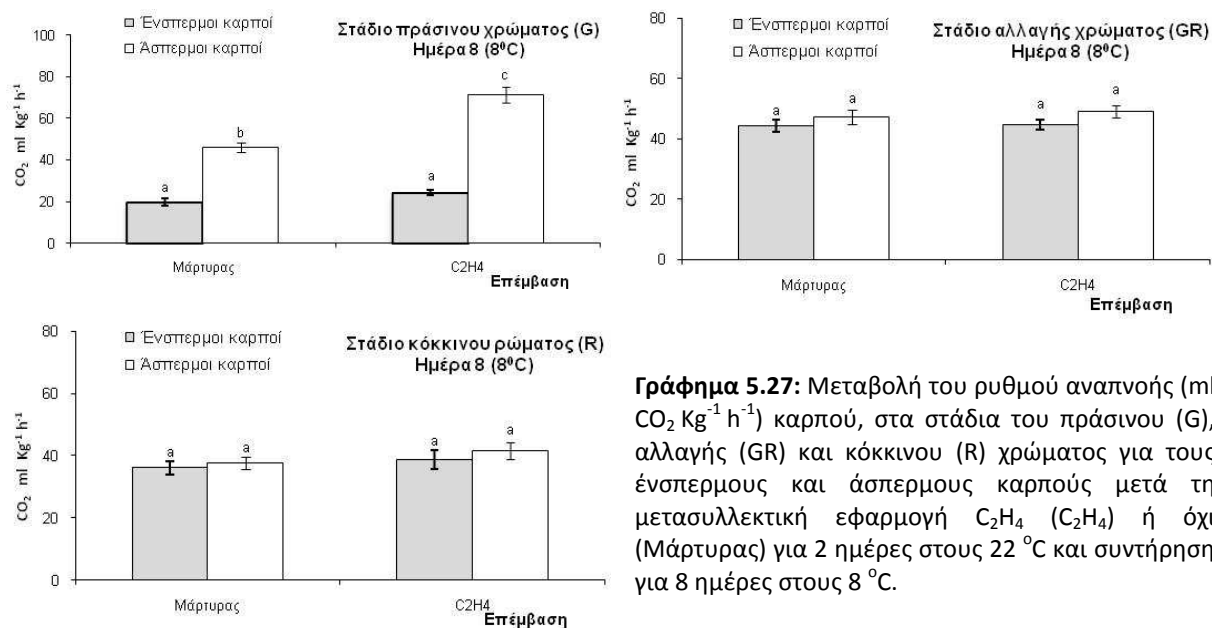 Ένσπερμοι καρποί
Άσπερμοι καρποί
Στάδιο πράσινου χρώματος (G)
Ημέρα 8 (8⁰C)
CO₂ ml Kg⁻¹ h⁻¹
100
80
60
40
20
0
a
b
a
c
Μάρτυρας
C2H4
Επέμβαση
Ένσπερμοι καρποί
Άσπερμοι καρποί
Στάδιο αλλαγής χρώματος (GR)
Ημέρα 8 (8⁰C)
CO₂ ml Kg⁻¹ h⁻¹
80
60
40
20
0
a
a
a
a
Μάρτυρας
C2H4
Επέμβαση
Ένσπερμοι καρποί
Άσπερμοι καρποί
Στάδιο κόκκινου ρώματος (R)
Ημέρα 8 (8⁰C)
CO₂ ml Kg⁻¹ h⁻¹
80
60
40
20
0
a
a
a
a
Μάρτυρας
C2H4
Επέμβαση
Γράφημα 5.27: Μεταβολή του ρυθμού αναπνοής (ml
CO₂ Kg⁻¹ h⁻¹) καρπού, στα στάδια του πράσινου (G),
αλλαγής (GR) και κόκκινου (R) χρώματος για τους
ένσπερμους και άσπερμους καρπούς μετά τη
μετασυλλεκτική εφαρμογή C₂H₄ (C₂H₄) ή όχι
(Μάρτυρας) για 2 ημέρες στους 22 °C και συντήρηση
για 8 ημέρες στους 8 °C.